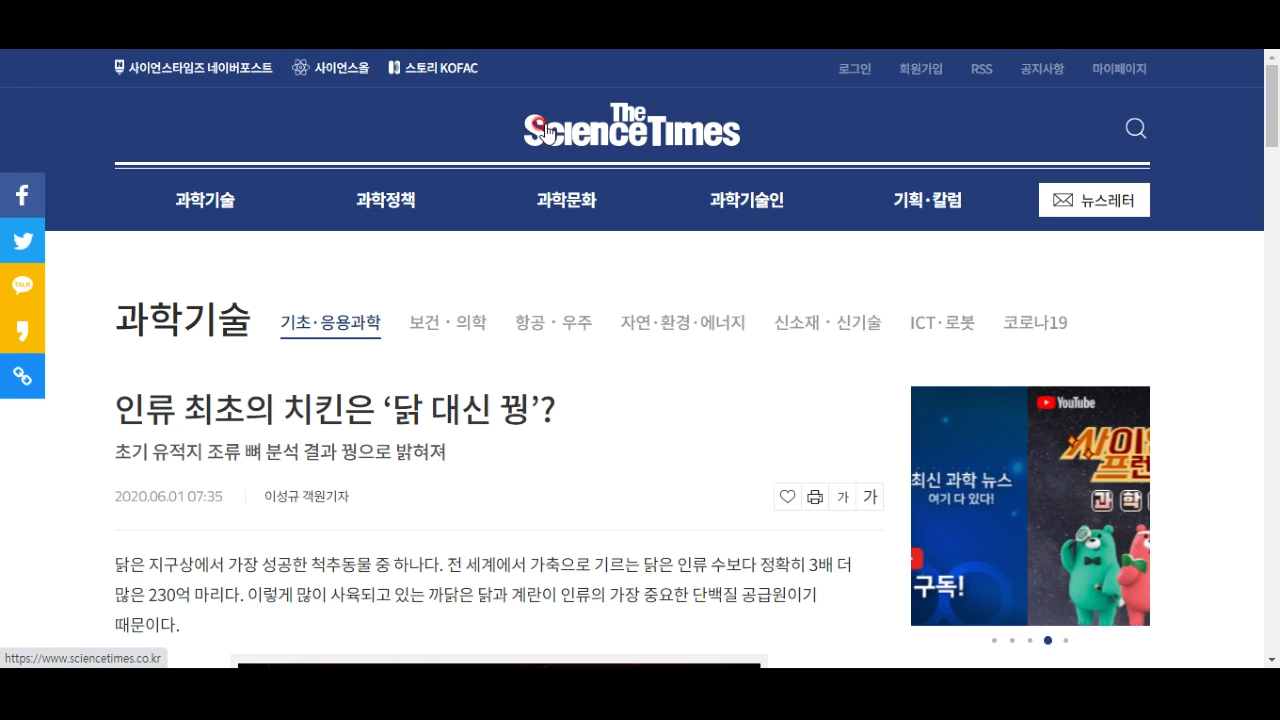 사이언스타임즈 네이버포스트 사이언스올 스토리 KOFAC
로그인 회원가입 RSS 공지사항 마이페이지
The
ScienceTimes
과학기술 과학정책 과학문화 과학기술인 기획·칼럼 뉴스레터
TALK
과학기술 기초·응용과학 보건·의학 항공·우주 자연·환경·에너지 신소재·신기술 ICT·로봇 코로나19
인류 최초의 치킨은 ‘닭 대신 꿩’?
초기 유적지 조류 뼈 분석 결과 꿩으로 밝혀져
2020.06.01 07:35 이성규 객원기자
가 가
닭은 지구상에서 가장 성공한 척추동물 중 하나다. 전 세계에서 가축으로 기르는 닭은 인류 수보다 정확히 3배 더
많은 230억 마리다. 이렇게 많이 사육되고 있는 까닭은 닭과 계란이 인류의 가장 중요한 단백질 공급원이기
때문이다.
최신 과학 뉴스
여기 다 있다!
구독!
YouTube
과 학
https://www.sciencetimes.co.kr